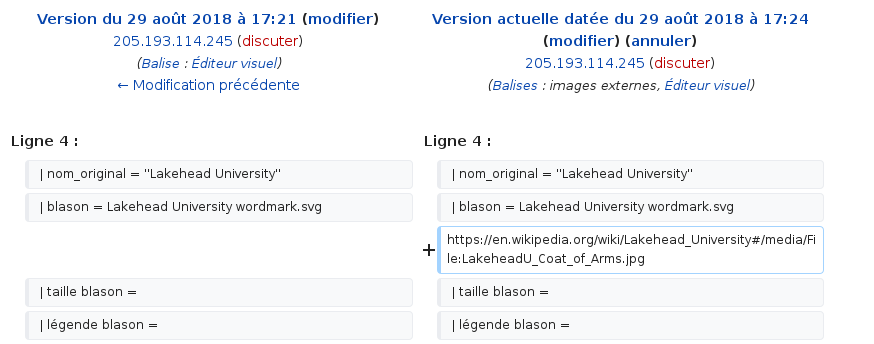 Version du 29 août 2018 à 17:21 (modifier)
205.193.114.245 (discuter)
(Balise : Éditeur visuel)
← Modification précédente
Version actuelle datée du 29 août 2018 à 17:24
(modifier) (annuler)
205.193.114.245 (discuter)
(Balises : images externes, Éditeur visuel)
Ligne 4 :
Ligne 4 :
| nom_original = "Lakehead University"
| nom_original = "Lakehead University"
| blason = Lakehead University wordmark.svg
| blason = Lakehead University wordmark.svg
+ https://en.wikipedia.org/wiki/Lakehead_University#/media/Fi
le:LakeheadU_Coat_of_Arms.jpg
| taille blason =
| taille blason =
| légende blason =
| légende blason =